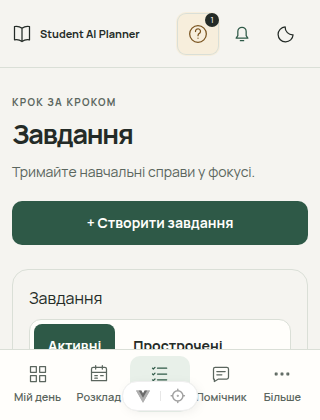 Student AI Planner
1
КРОК ЗА КРОКОМ
Завдання
Тримайте навчальні справи у фокусі.
+ Створити завдання
Завдання
Активні Прострочені
Мій день Розклад Помічник Більше